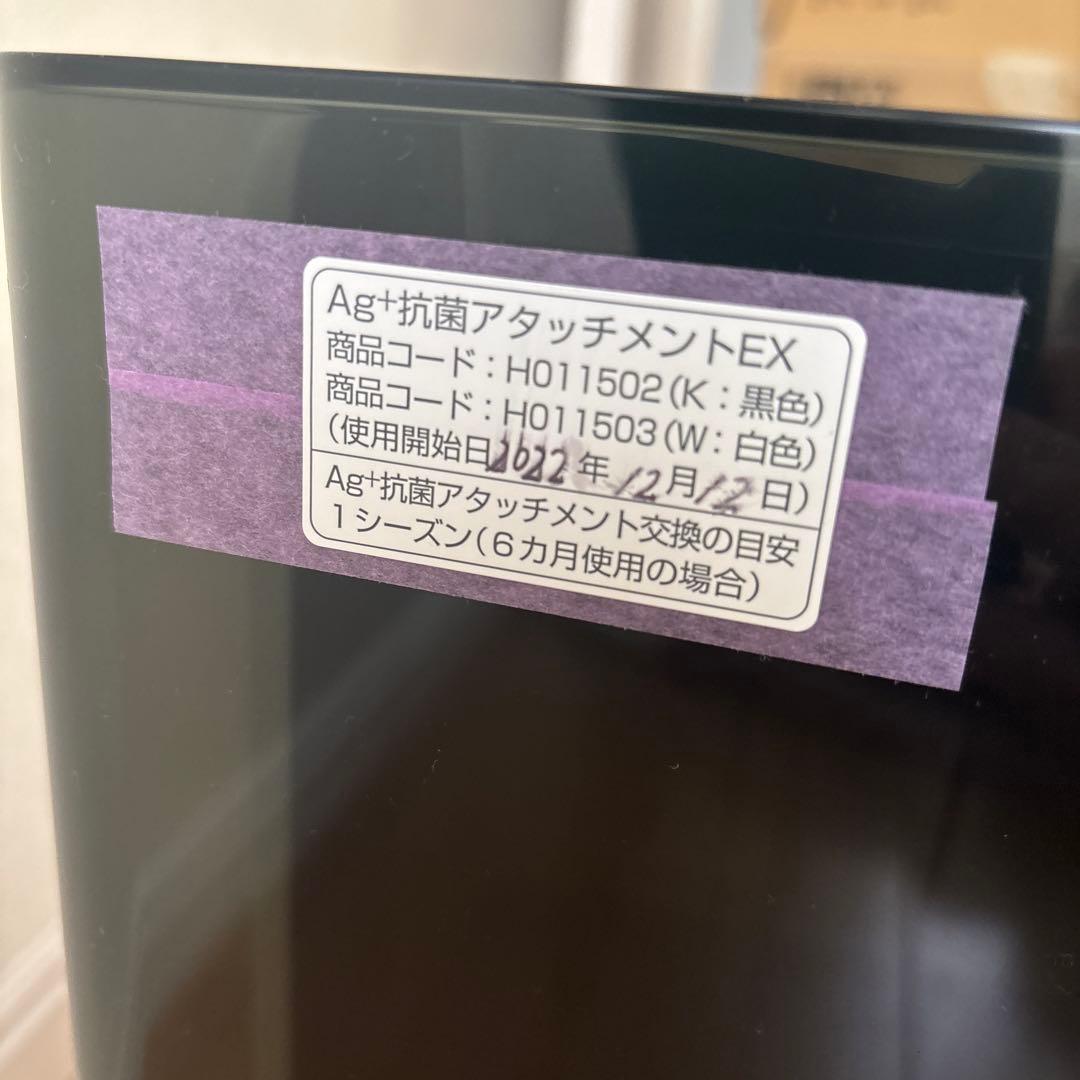 Ag⁺抗菌アタッチメントEX
商品コード：H011502(K：黒色)
商品コード：H011503(W：白色)
(使用開始日2022年12月12日)
Ag⁺抗菌アタッチメント交換の目安
1シーズン(6カ月使用の場合)